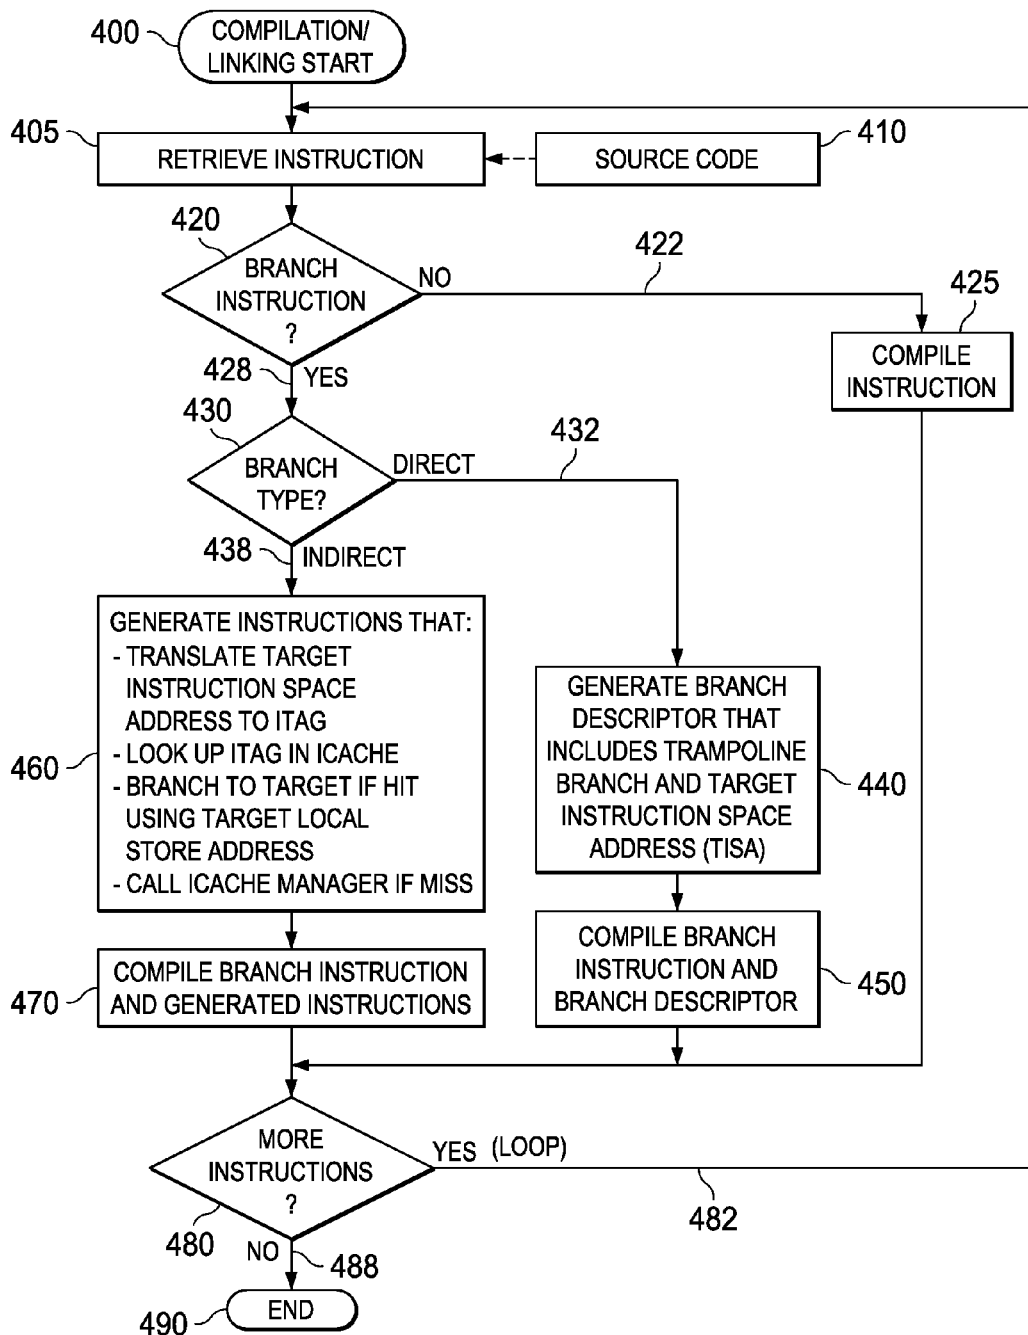 400
COMPILATION/
LINKING START
405
RETRIEVE INSTRUCTION
SOURCE CODE
410
420
BRANCH
INSTRUCTION
?
NO
422
425
COMPILE
INSTRUCTION
428
YES
430
BRANCH
TYPE?
DIRECT
432
438
INDIRECT
GENERATE INSTRUCTIONS THAT:
- TRANSLATE TARGET
INSTRUCTION SPACE
ADDRESS TO ITAG
- LOOK UP ITAG IN ICACHE
- BRANCH TO TARGET IF HIT
USING TARGET LOCAL
STORE ADDRESS
- CALL ICACHE MANAGER IF MISS
460
GENERATE BRANCH
DESCRIPTOR THAT
INCLUDES TRAMPOLINE
BRANCH AND TARGET
INSTRUCTION SPACE
ADDRESS (TISA)
440
COMPILE BRANCH INSTRUCTION
AND GENERATED INSTRUCTIONS
470
COMPILE BRANCH
INSTRUCTION AND
BRANCH DESCRIPTOR
450
MORE
INSTRUCTIONS
?
480
YES (LOOP)
482
NO
488
END
490